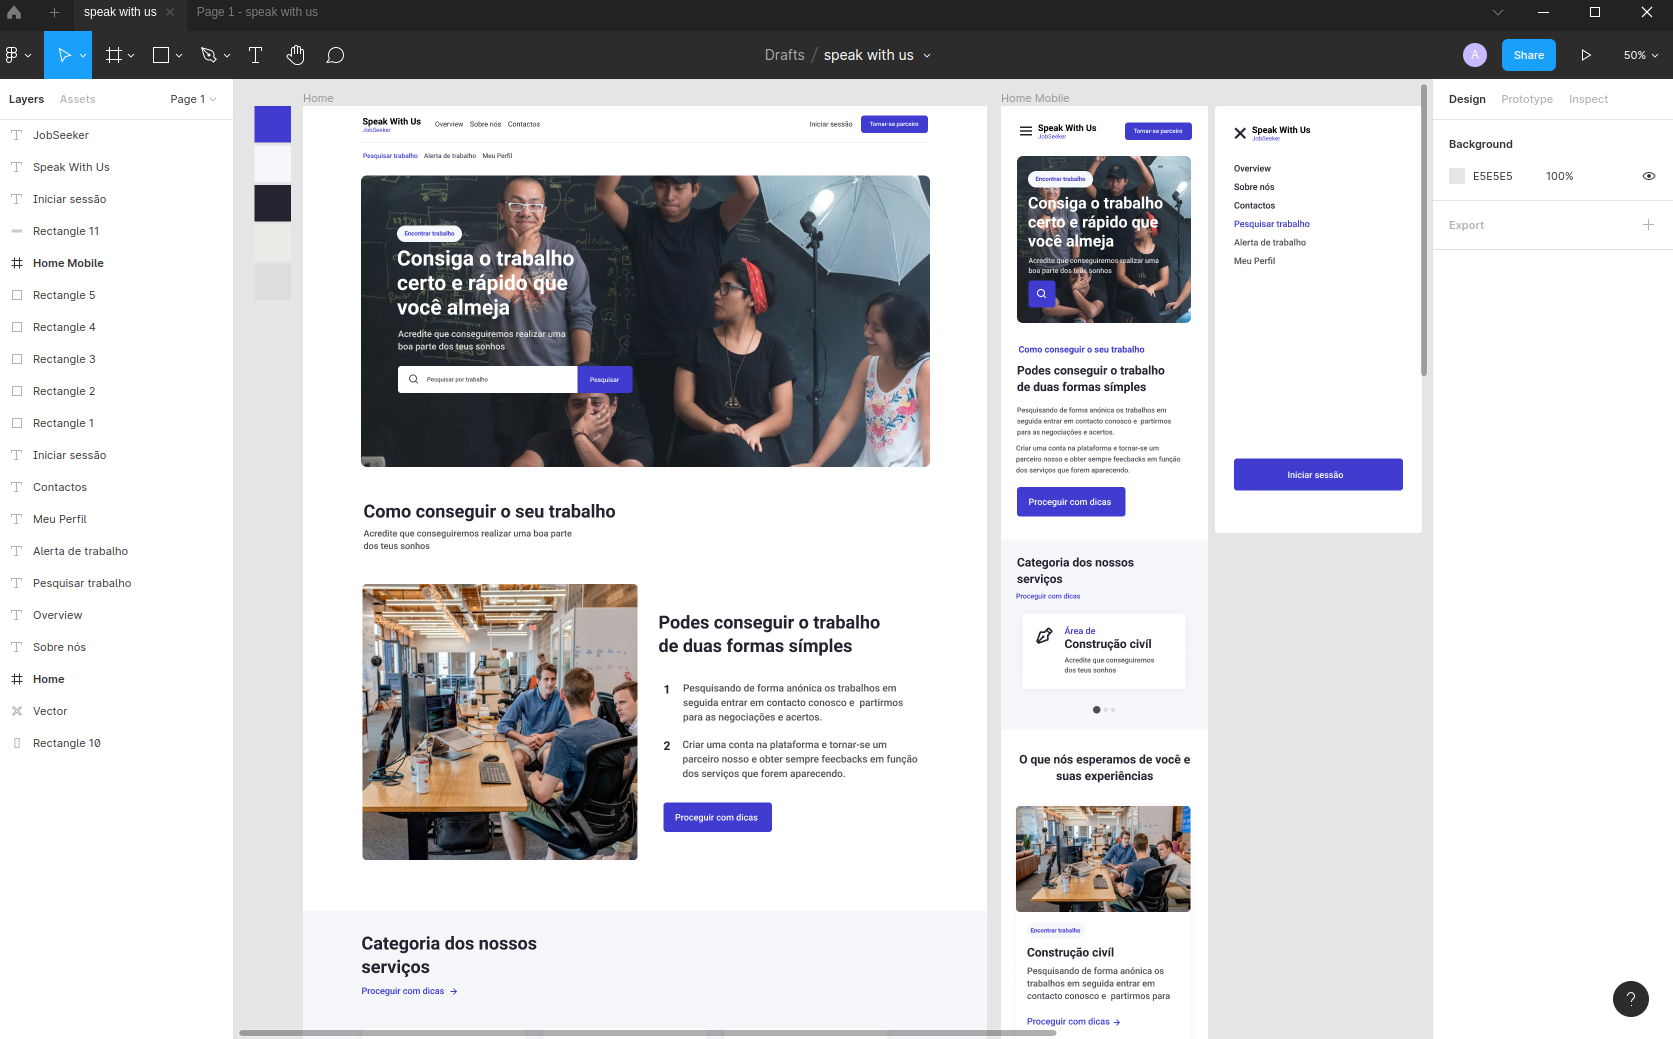 speak with us
Page 1 - speak with us
Drafts / speak with us
A
Share
50%
Layers
Assets
Page 1
JobSeeker
Speak With Us
Iniciar sessão
Rectangle 11
Home Mobile
Rectangle 5
Rectangle 4
Rectangle 3
Rectangle 2
Rectangle 1
Iniciar sessão
Contactos
Meu Perfil
Alerta de trabalho
Pesquisar trabalho
Overview
Sobre nós
Home
Vector
Rectangle 10
Home
Speak With Us
JobSeeker
Overview
Sobre nós
Contactos
Iniciar sessão
Tornar-se parceiro
Pesquisar trabalho
Alerta de trabalho
Meu Perfil
Encontrar trabalho
Consiga o trabalho
certo e rápido que
você almeja
Acredite que conseguiremos realizar uma
boa parte dos teus sonhos
Pesquisar por trabalho
Pesquisar
Como conseguir o seu trabalho
Acredite que conseguiremos realizar uma boa parte
dos teus sonhos
Podes conseguir o trabalho
de duas formas símples
1
Pesquisando de forma anónica os trabalhos em
seguida entrar em contacto conosco e partirmos
para as negociações e acertos.
2
Criar uma conta na plataforma e tornar-se um
parceiro nosso e obter sempre feecbacks em função
dos serviços que forem aparecendo.
Proceguir com dicas
Categoria dos nossos
serviços
Proceguir com dicas
Home Mobile
Speak With Us
JobSeeker
Tornar-se parceiro
Encontrar trabalho
Consiga o trabalho
certo e rápido que
você almeja
Acredite que conseguiremos realizar uma
boa parte dos teus sonhos
Como conseguir o seu trabalho
Podes conseguir o trabalho
de duas formas símples
Pesquisando de forma anónica os trabalhos em
seguida entrar em contacto conosco e partirmos
para as negociações e acertos.
Criar uma conta na plataforma e tornar-se um
parceiro nosso e obter sempre feecbacks em função
dos serviços que forem aparecendo.
Proceguir com dicas
Categoria dos nossos
serviços
Proceguir com dicas
Área de
Construção civíl
Acredite que conseguiremos
dos teus sonhos
O que nós esperamos de você e
suas experiências
Encontrar trabalho
Construção civíl
Pesquisando de forma anónica os
trabalhos em seguida entrar em
contacto conosco e partirmos para
Proceguir com dicas
Speak With Us
JobSeeker
Overview
Sobre nós
Contactos
Pesquisar trabalho
Alerta de trabalho
Meu Perfil
Iniciar sessão
Design
Prototype
Inspect
Background
E5E5E5
100%
Export
?